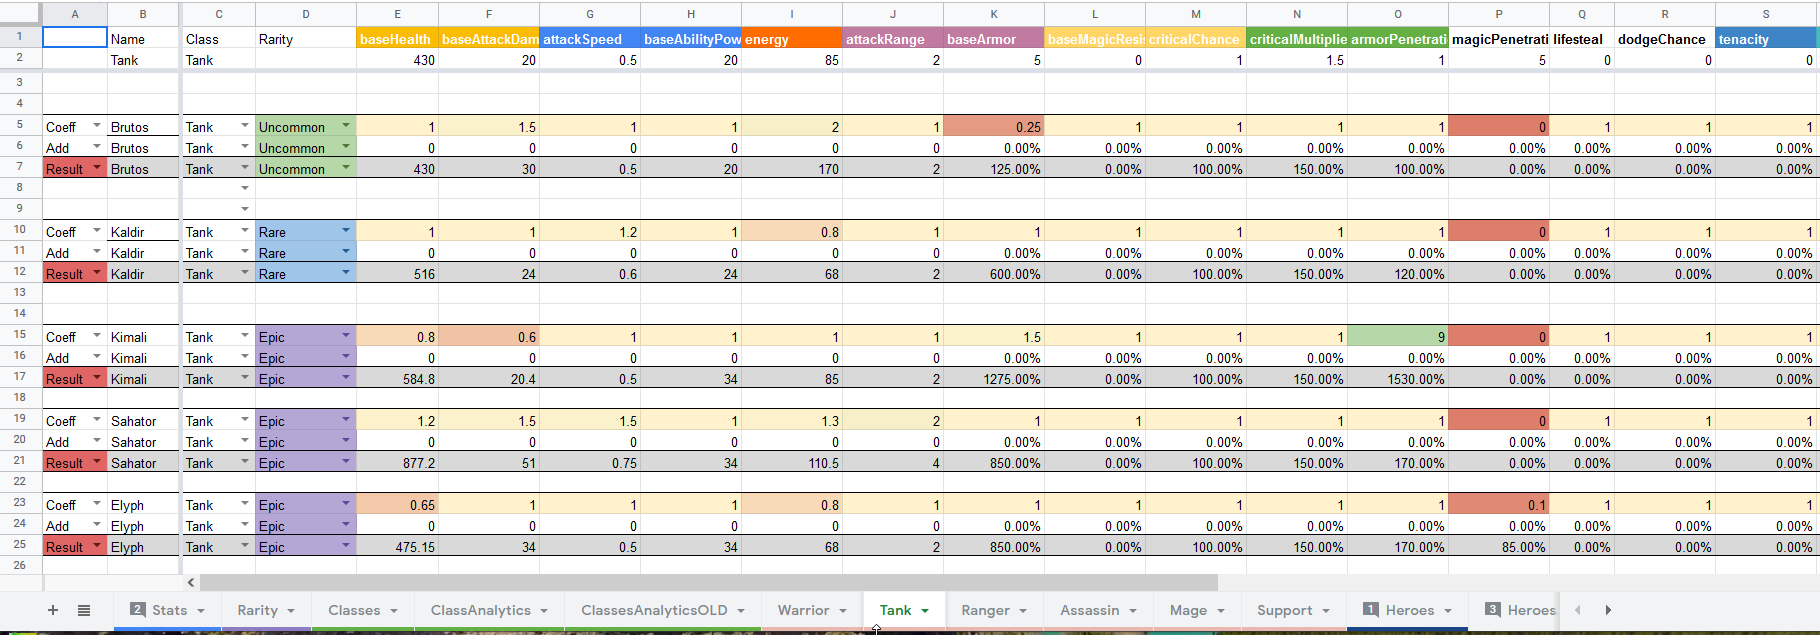 A B C D E F G H I J K L M N O P Q R S
1 Name Class Rarity baseHealth baseAttackDam attackSpeed baseAbilityPow energy attackRange baseArmor baseMagicResi criticalChance criticalMultiplie armorPenetrati magicPenetrati lifesteal dodgeChance tenacity
2 Tank Tank 430 20 0.5 20 85 2 5 0 1 1.5 1 5 0 0 0
3
4
5 Coeff Brutos Tank Uncommon 1 1.5 1 1 2 1 0.25 1 1 1 1 0 1 1 1
6 Add Brutos Tank Uncommon 0 0 0 0 0 0 0.00% 0.00% 0.00% 0.00% 0.00% 0.00% 0.00% 0.00% 0.00%
7 Result Brutos Tank Uncommon 430 30 0.5 20 170 2 125.00% 0.00% 100.00% 150.00% 100.00% 0.00% 0.00% 0.00% 0.00%
8
9
10 Coeff Kaldir Tank Rare 1 1 1.2 1 0.8 1 1 1 1 1 1 0 1 1 1
11 Add Kaldir Tank Rare 0 0 0 0 0 0 0.00% 0.00% 0.00% 0.00% 0.00% 0.00% 0.00% 0.00% 0.00%
12 Result Kaldir Tank Rare 516 24 0.6 24 68 2 600.00% 0.00% 100.00% 150.00% 120.00% 0.00% 0.00% 0.00% 0.00%
13
14
15 Coeff Kimali Tank Epic 0.8 0.6 1 1 1 1 1.5 1 1 1 9 0 1 1 1
16 Add Kimali Tank Epic 0 0 0 0 0 0 0.00% 0.00% 0.00% 0.00% 0.00% 0.00% 0.00% 0.00% 0.00%
17 Result Kimali Tank Epic 584.8 20.4 0.5 34 85 2 1275.00% 0.00% 100.00% 150.00% 1530.00% 0.00% 0.00% 0.00% 0.00%
18
19 Coeff Sahator Tank Epic 1.2 1.5 1.5 1 1.3 2 1 1 1 1 1 0 1 1 1
20 Add Sahator Tank Epic 0 0 0 0 0 0 0.00% 0.00% 0.00% 0.00% 0.00% 0.00% 0.00% 0.00% 0.00%
21 Result Sahator Tank Epic 877.2 51 0.75 34 110.5 4 850.00% 0.00% 100.00% 150.00% 170.00% 0.00% 0.00% 0.00% 0.00%
22
23 Coeff Elyph Tank Epic 0.65 1 1 1 0.8 1 1 1 1 1 1 0.1 1 1 1
24 Add Elyph Tank Epic 0 0 0 0 0 0 0.00% 0.00% 0.00% 0.00% 0.00% 0.00% 0.00% 0.00% 0.00%
25 Result Elyph Tank Epic 475.15 34 0.5 34 68 2 850.00% 0.00% 100.00% 150.00% 170.00% 85.00% 0.00% 0.00% 0.00%
26
2 Stats Rarity Classes ClassAnalytics ClassesAnalyticsOLD Warrior Tank Ranger Assassin Mage Support 1 Heroes 3 Heroes